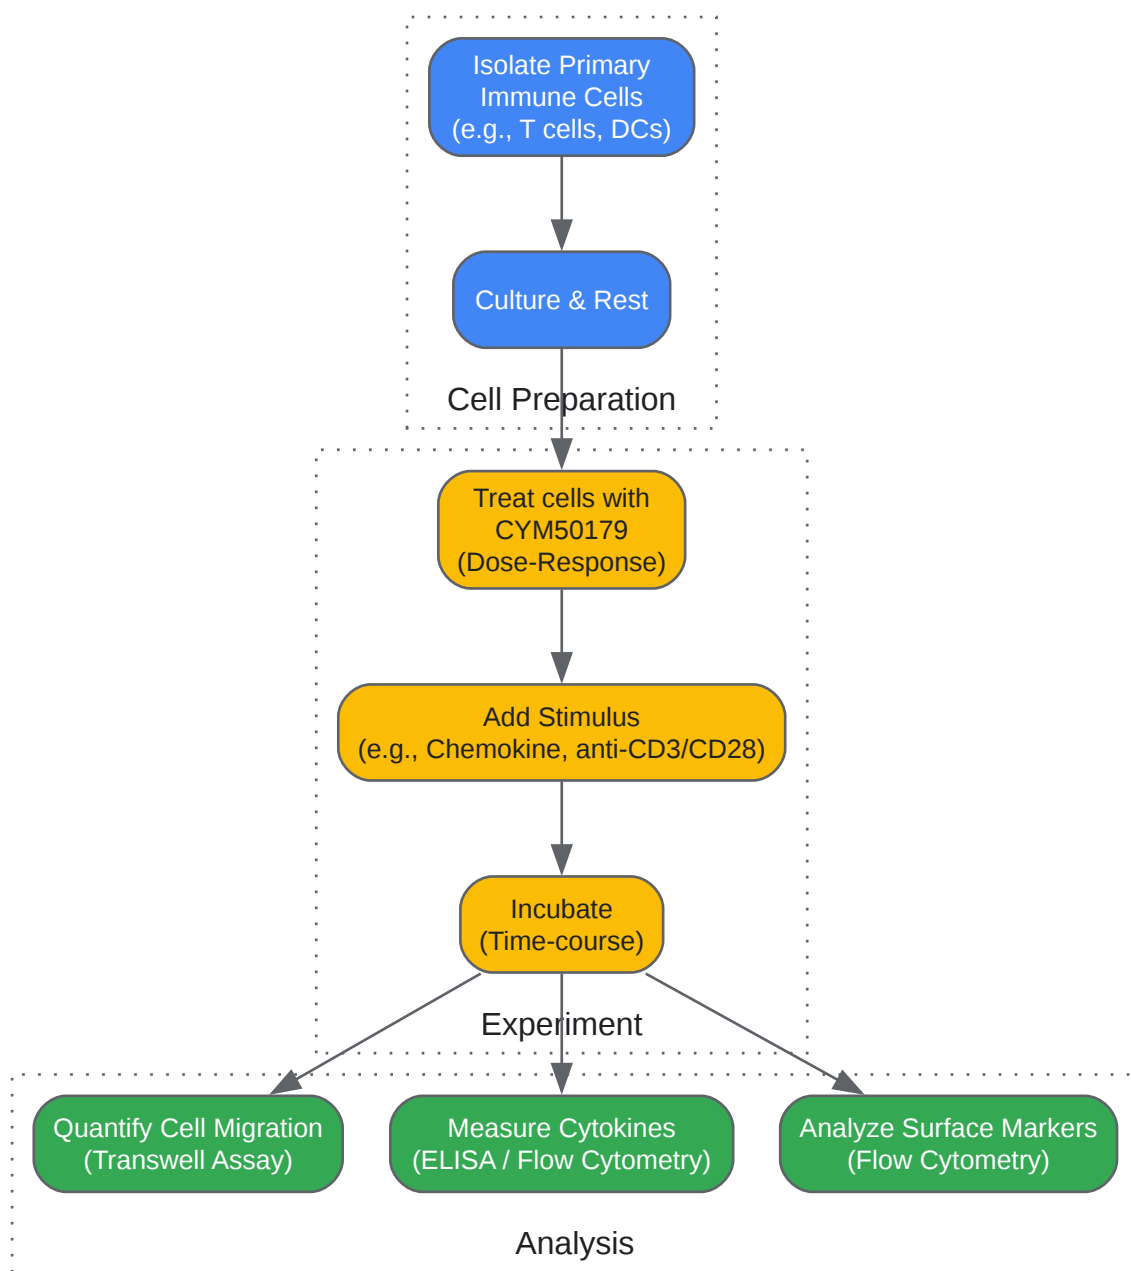 Isolate Primary
Immune Cells
(e.g., T cells, DCs)
Culture & Rest
Cell Preparation
Treat cells with
CYM50179
(Dose-Response)
Add Stimulus
(e.g., Chemokine, anti-CD3/CD28)
Incubate
(Time-course)
Experiment
Quantify Cell Migration
(Transwell Assay)
Measure Cytokines
(ELISA / Flow Cytometry)
Analyze Surface Markers
(Flow Cytometry)
Analysis